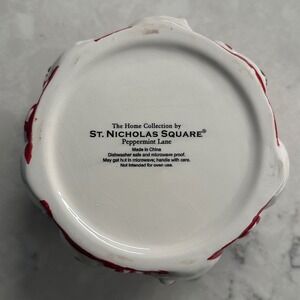 The Home Collection by
ST. NICHOLAS SQUARE®
Peppermint Lane
Made in China
Dishwasher safe and microwave proof.
May get hot in microwave; handle with care.
Not intended for oven use.